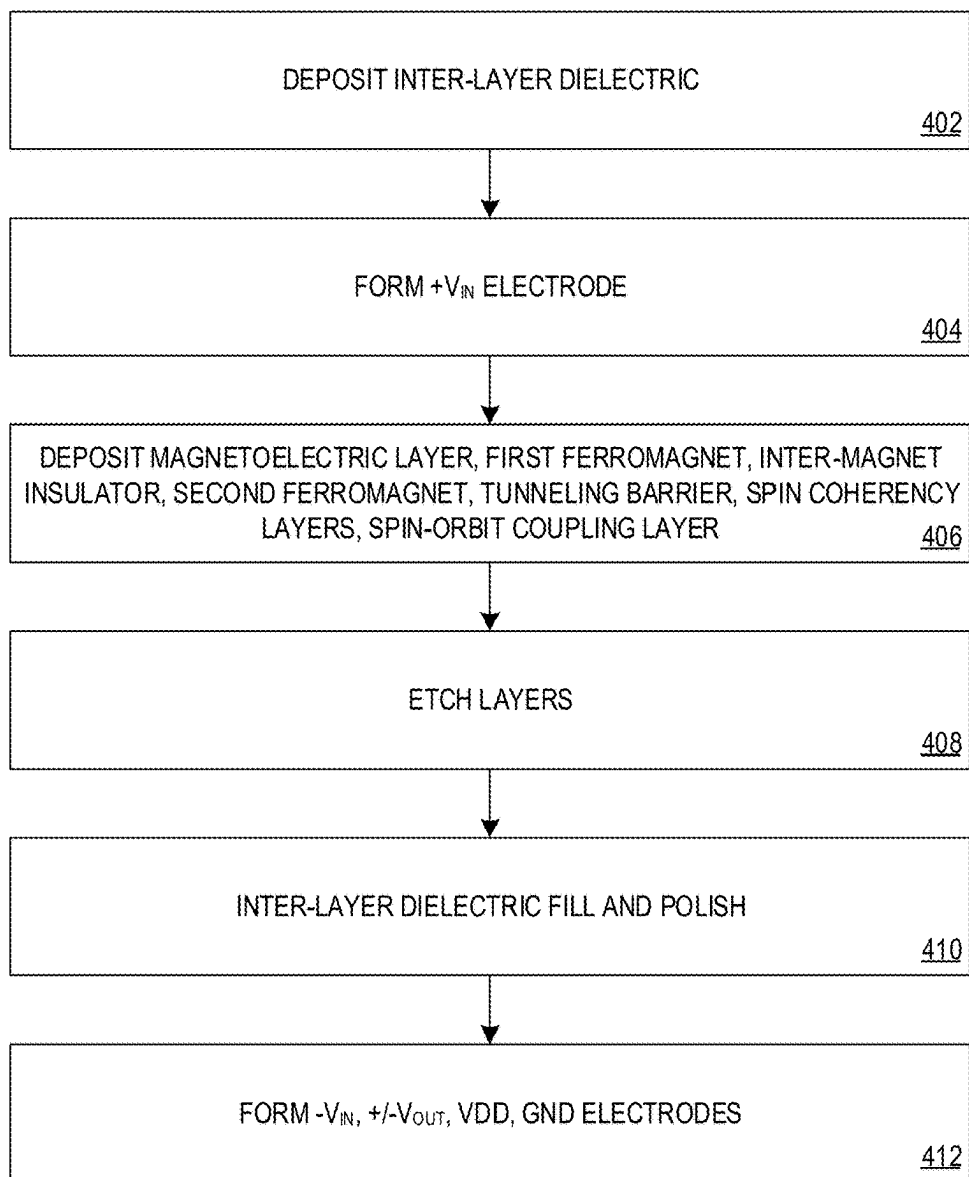 DEPOSIT INTER-LAYER DIELECTRIC
402
FORM +VIN ELECTRODE
404
DEPOSIT MAGNETOELECTRIC LAYER, FIRST FERROMAGNET, INTER-MAGNET
INSULATOR, SECOND FERROMAGNET, TUNNELING BARRIER, SPIN COHERENCY
LAYERS, SPIN-ORBIT COUPLING LAYER
406
ETCH LAYERS
408
INTER-LAYER DIELECTRIC FILL AND POLISH
410
FORM -VIN, +/-VOUT, VDD, GND ELECTRODES
412